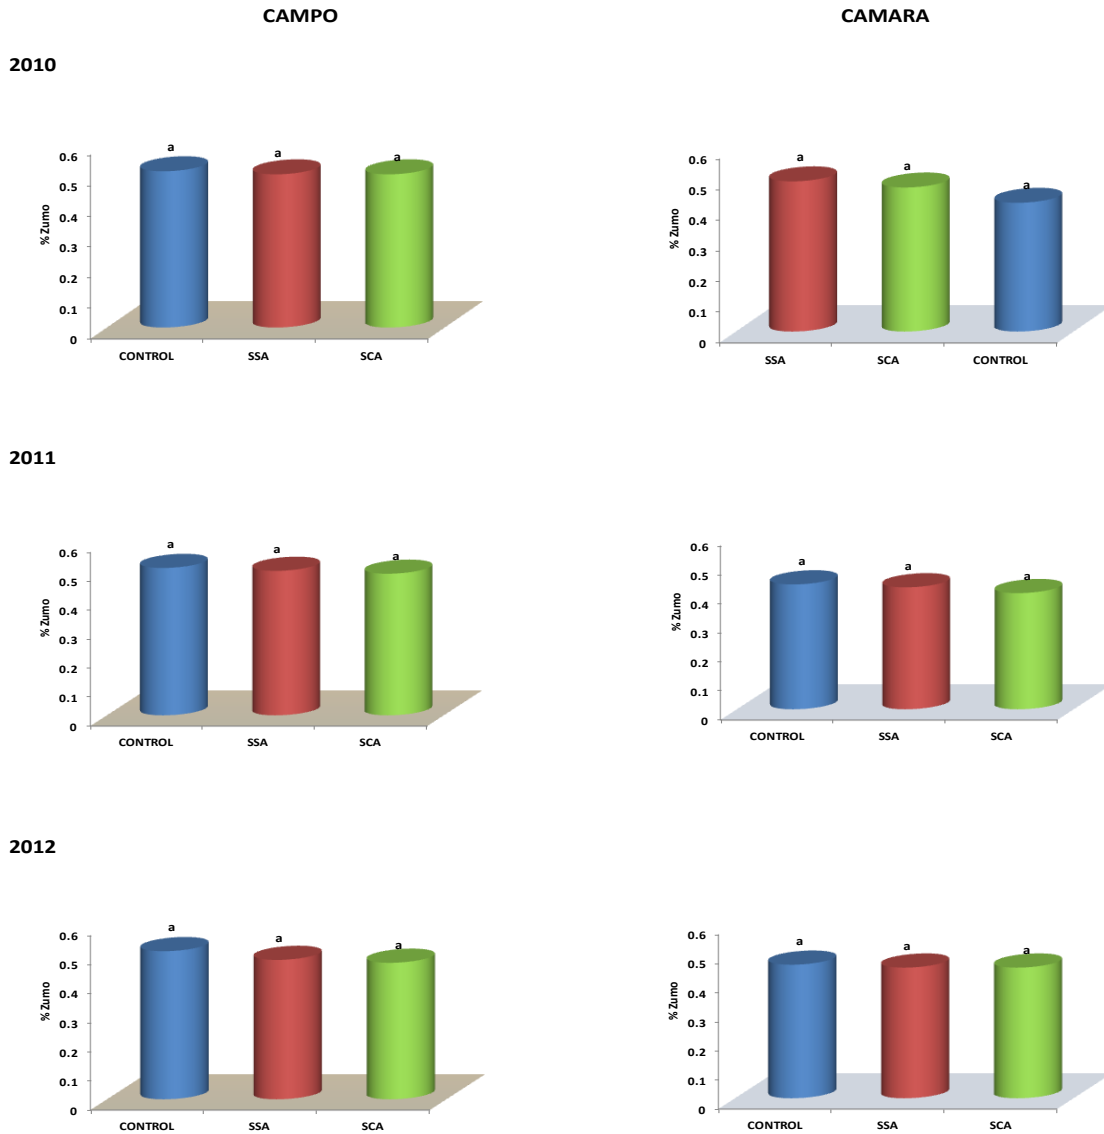 CAMPO
CAMARA
2010
a
a
a
0.6
0.5
0.4
0.3
0.2
0.1
0
% Zumo
CONTROL
SSA
SCA
a
a
a
0.6
0.5
0.4
0.3
0.2
0.1
0
% Zumo
SSA
SCA
CONTROL
2011
a
a
a
0.6
0.5
0.4
0.3
0.2
0.1
0
% Zumo
CONTROL
SSA
SCA
a
a
a
0.6
0.5
0.4
0.3
0.2
0.1
0
% Zumo
CONTROL
SSA
SCA
2012
a
a
a
0.6
0.5
0.4
0.3
0.2
0.1
0
% Zumo
CONTROL
SSA
SCA
a
a
a
0.6
0.5
0.4
0.3
0.2
0.1
0
% Zumo
CONTROL
SSA
SCA